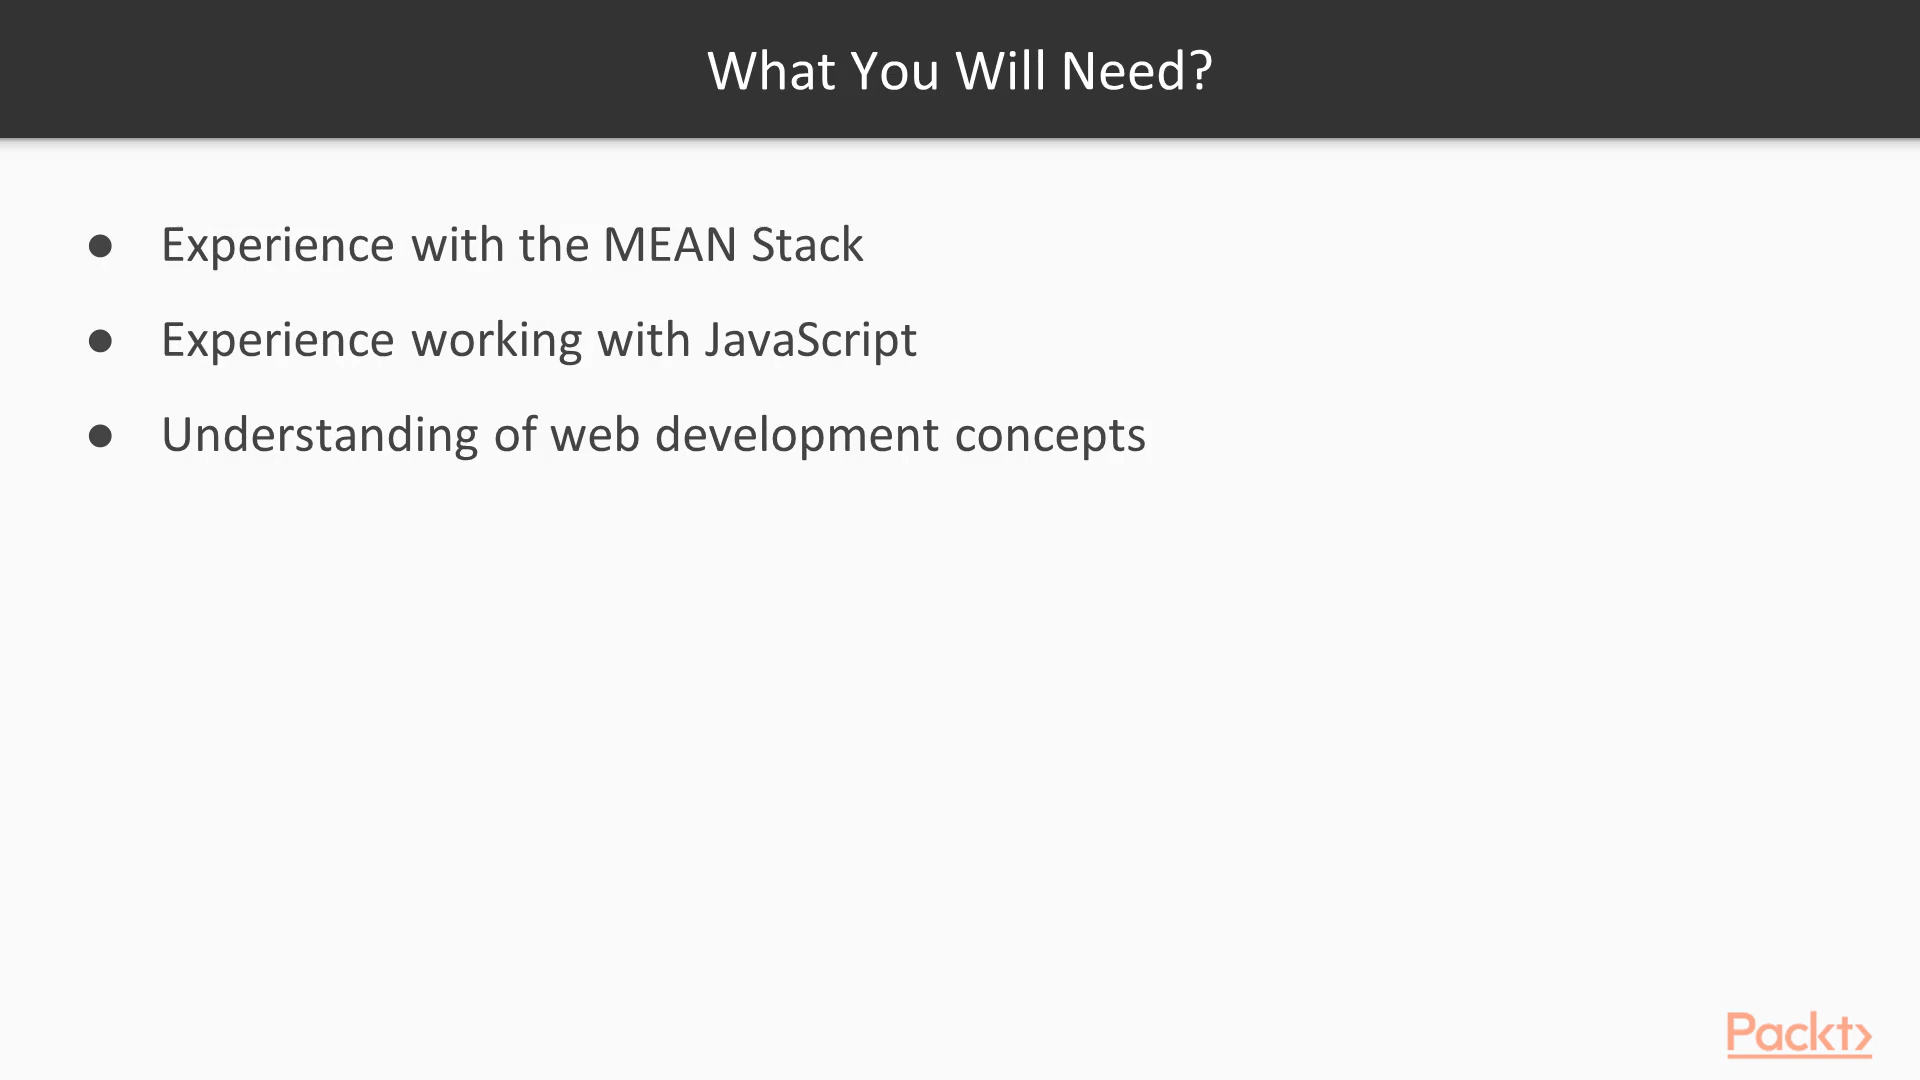 What You Will Need?
● Experience with the MEAN Stack
● Experience working with JavaScript
● Understanding of web development concepts
Packt>